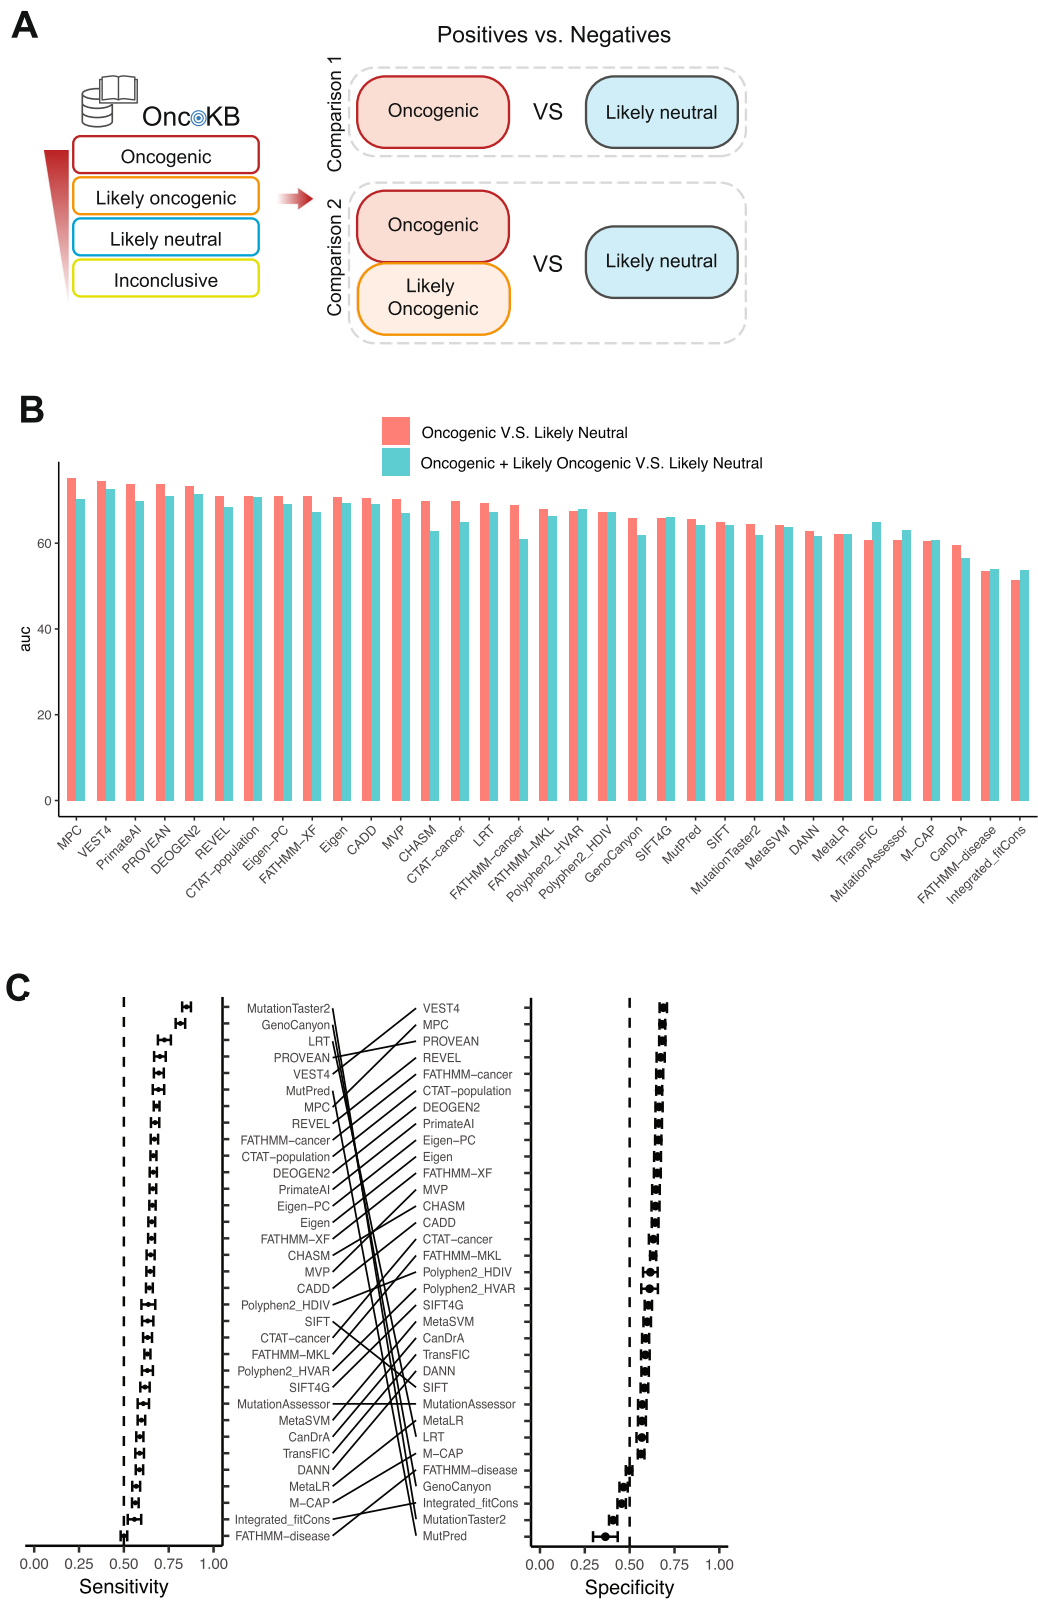 A
Positives vs. Negatives
OncoKB
Oncogenic
Likely oncogenic
Likely neutral
Inconclusive
Comparison 1
Oncogenic
VS
Likely neutral
Comparison 2
Oncogenic
Likely
Oncogenic
VS
Likely neutral
B
Oncogenic V.S. Likely Neutral
Oncogenic + Likely Oncogenic V.S. Likely Neutral
auc
60
40
20
0
MPC
VEST4
PrimateAI
PROVEAN
DEOGEN2
REVEL
CTAT−population
Eigen−PC
FATHMM−XF
Eigen
CADD
MVP
CHASM
CTAT−cancer
LRT
FATHMM−cancer
FATHMM−MKL
Polyphen2_HVAR
Polyphen2_HDIV
GenoCanyon
SIFT4G
MutPred
SIFT
MutationTaster2
MetaSVM
DANN
MetaLR
TransFIC
MutationAssessor
M−CAP
CanDrA
FATHMM−disease
Integrated_fitCons
C
MutationTaster2
GenoCanyon
LRT
PROVEAN
VEST4
MutPred
MPC
REVEL
FATHMM−cancer
CTAT−population
DEOGEN2
PrimateAI
Eigen−PC
Eigen
FATHMM−XF
CHASM
MVP
CADD
Polyphen2_HDIV
SIFT
CTAT−cancer
FATHMM−MKL
Polyphen2_HVAR
SIFT4G
MutationAssessor
MetaSVM
CanDrA
TransFIC
DANN
MetaLR
M−CAP
Integrated_fitCons
FATHMM−disease
VEST4
MPC
PROVEAN
REVEL
FATHMM−cancer
CTAT−population
DEOGEN2
PrimateAI
Eigen−PC
Eigen
FATHMM−XF
MVP
CHASM
CADD
CTAT−cancer
FATHMM−MKL
Polyphen2_HDIV
Polyphen2_HVAR
SIFT4G
MetaSVM
CanDrA
TransFIC
DANN
SIFT
MutationAssessor
MetaLR
LRT
M−CAP
FATHMM−disease
GenoCanyon
Integrated_fitCons
MutationTaster2
MutPred
0.00 0.25 0.50 0.75 1.00
Sensitivity
0.00 0.25 0.50 0.75 1.00
Specificity